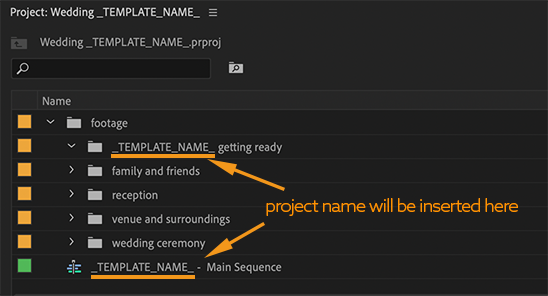 Project: Wedding _TEMPLATE_NAME_
Wedding _TEMPLATE_NAME_.prproj
Name
footage
_TEMPLATE_NAME_ getting ready
family and friends
reception
project name will be inserted here
venue and surroundings
wedding ceremony
_TEMPLATE_NAME_ - Main Sequence